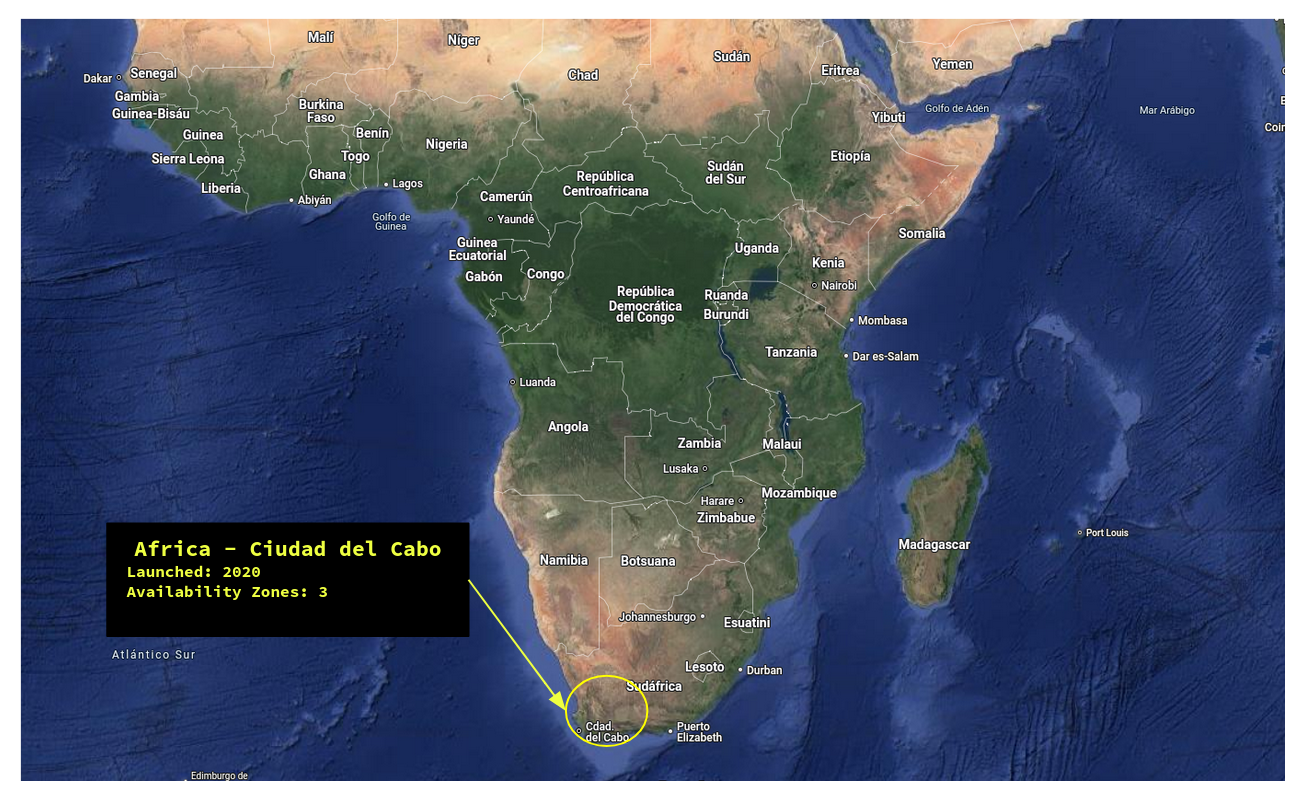 Malí
Níger
Sudán
Chad
Eritrea
Yemen
Dakar
Senegal
Gambia
Guinea-Bisáu
Burkina
Faso
Yibuti
Golfo de Adén
Mar Arábigo
Guinea
Benín
Nigeria
Sierra Leona
Togo
Etiopía
Ghana
Sudán
del Sur
Liberia
Lagos
República
Centroafricana
Abiyán
Camerún
Golfo de
Guinea
Yaundé
Somalia
Guinea
Ecuatorial
Uganda
Kenia
Gabón
Congo
Nairobi
República
Democrática
del Congo
Ruanda
Burundi
Mombasa
Tanzania
Dar es-Salam
Luanda
Angola
Zambia
Malaui
Lusaka
Harare
Mozambique
Zimbabue
Port Louis
Madagascar
Africa - Ciudad del Cabo
Launched: 2020
Availability Zones: 3
Namibia
Botsuana
Johannesburgo
Esuatini
Atlántico Sur
Lesoto
Durban
Sudáfrica
Cdad.
del Cabo
Puerto
Elizabeth
Edimburgo de